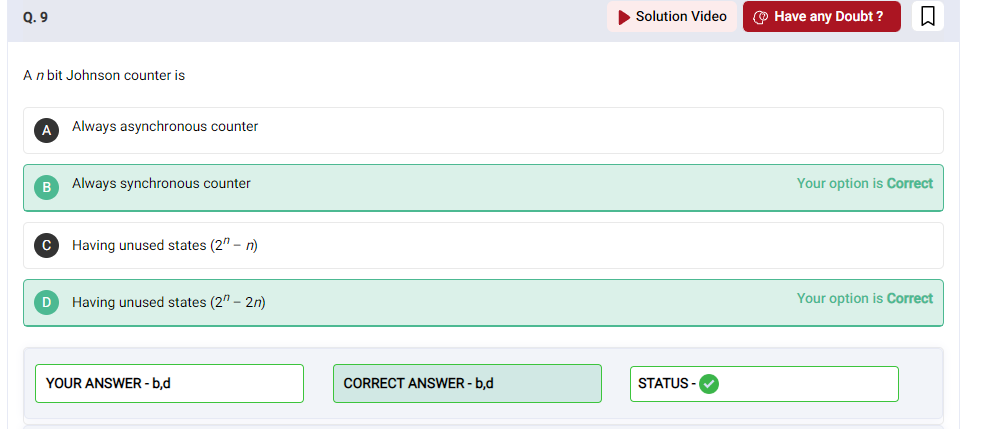 Q. 9
Solution Video
Have any Doubt ?
A n bit Johnson counter is
A Always asynchronous counter
B Always synchronous counter Your option is Correct
C Having unused states (2ⁿ – n)
D Having unused states (2ⁿ – 2n) Your option is Correct
YOUR ANSWER - b,d
CORRECT ANSWER - b,d
STATUS -